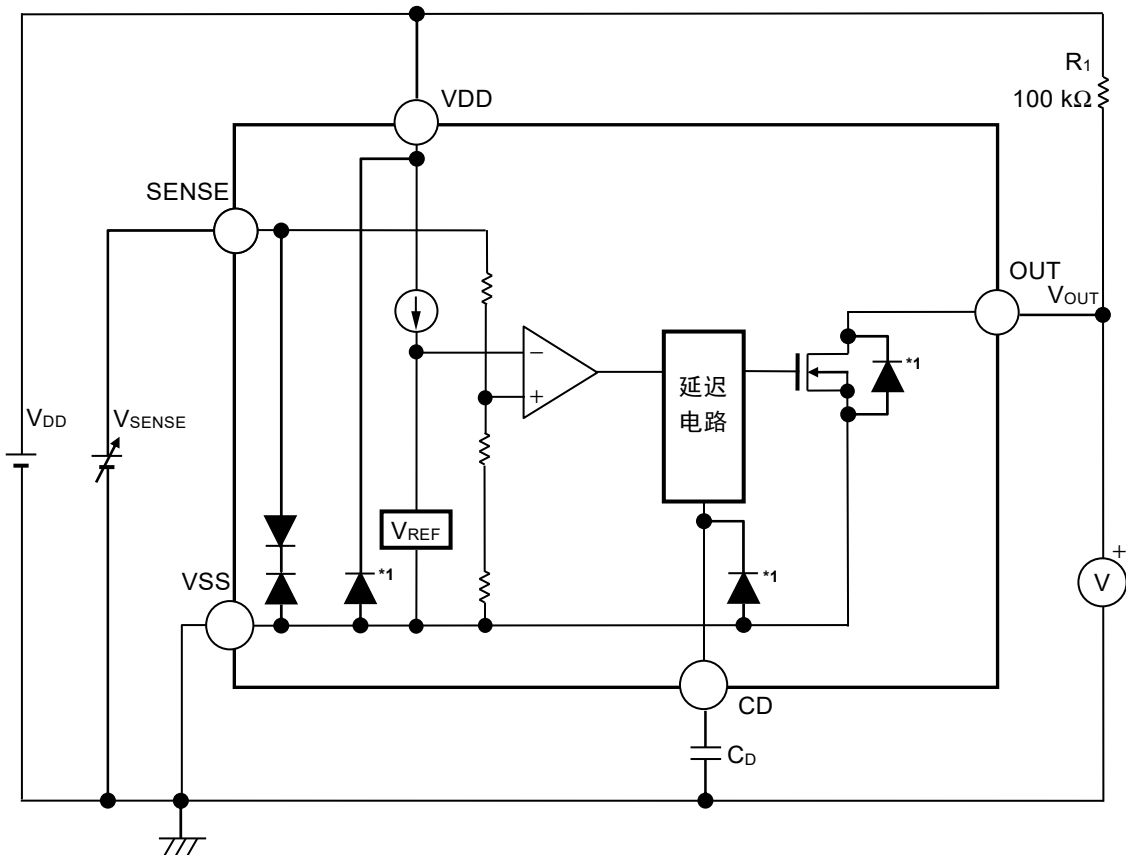 R1
100 kΩ
VDD
SENSE
OUT
VOUT
*1
−
+
延迟
电路
VDD
VSENSE
VREF
*1
*1
VSS
+
V
CD
CD